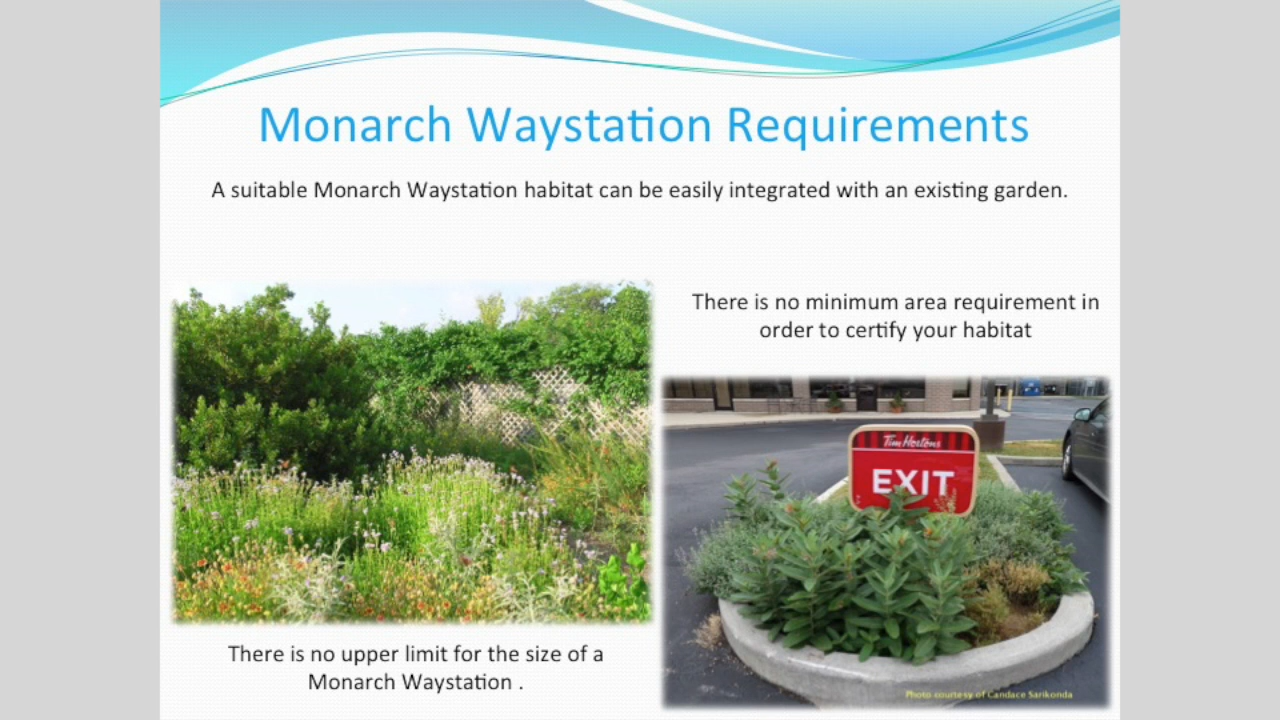 Monarch Waystation Requirements
A suitable Monarch Waystation habitat can be easily integrated with an existing garden.
There is no minimum area requirement in
order to certify your habitat
Tim Hortons
EXIT
Photo courtesy of Candace Sarikonda
There is no upper limit for the size of a
Monarch Waystation .